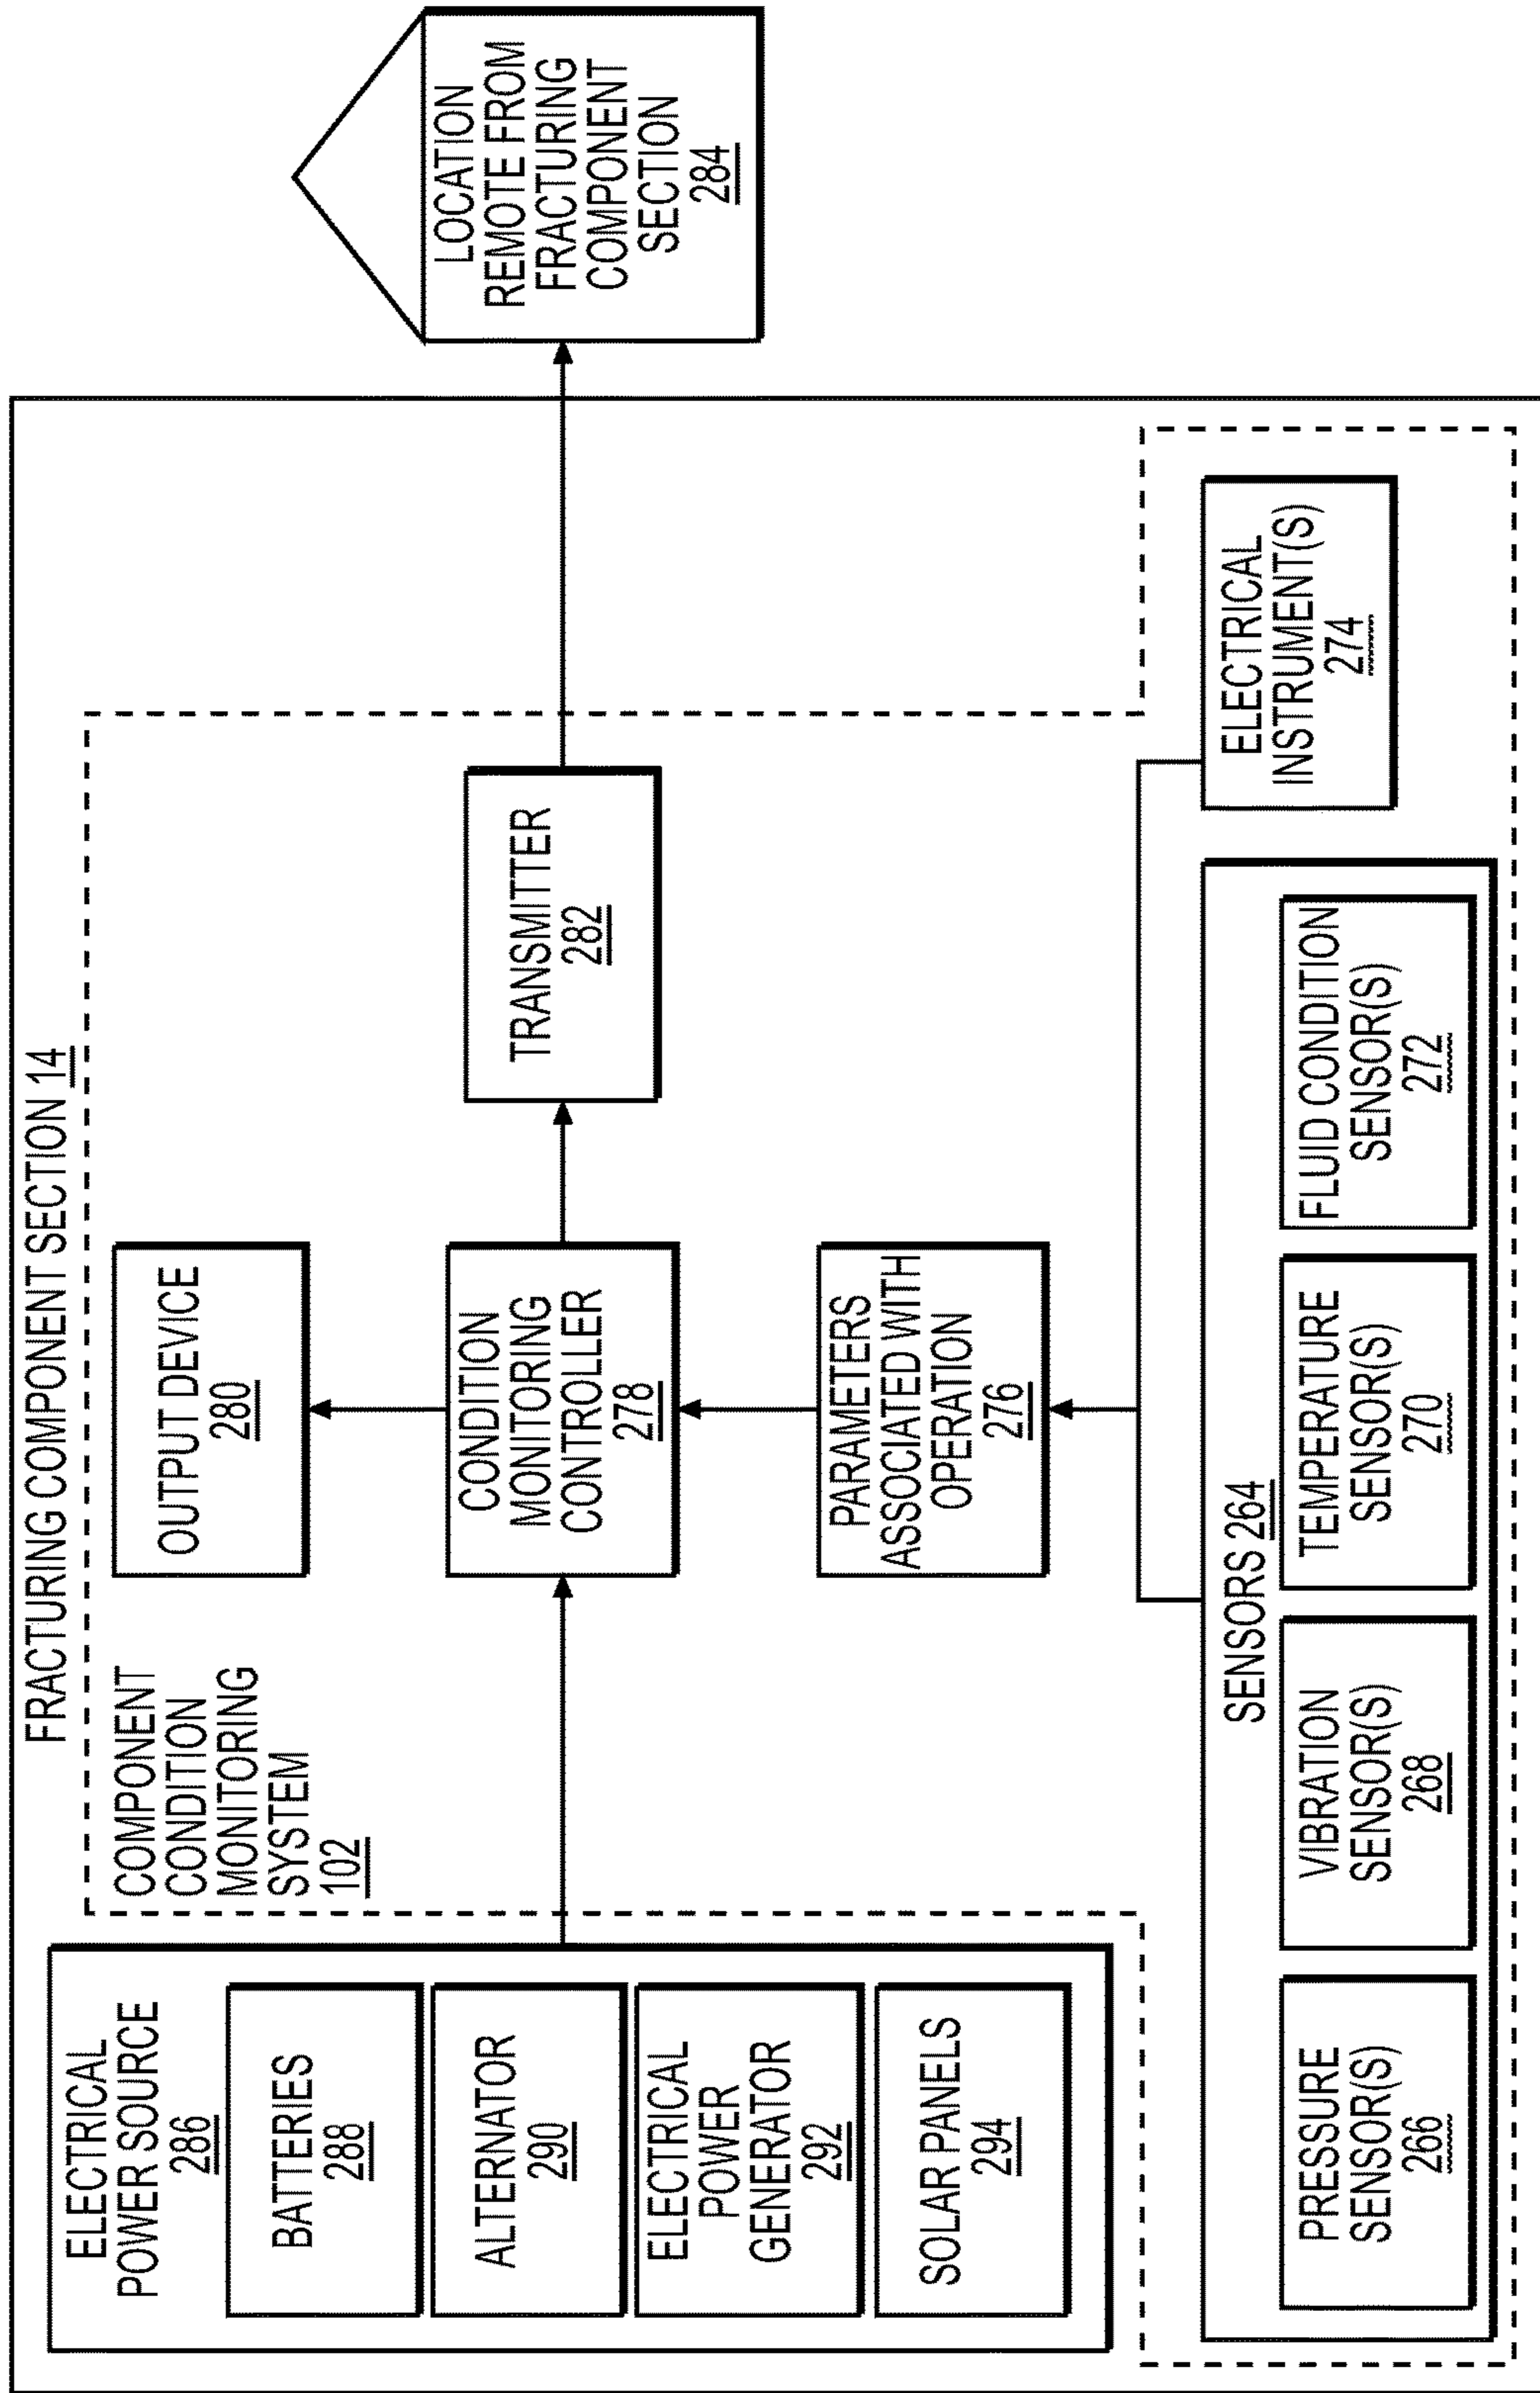 FRACTURING COMPONENT SECTION 14
ELECTRICAL
POWER SOURCE
286
BATTERIES
288
ALTERNATOR
290
ELECTRICAL
POWER
GENERATOR
292
SOLAR PANELS
294
COMPONENT
CONDITION
MONITORING
SYSTEM
102
OUTPUT DEVICE
280
CONDITION
MONITORING
CONTROLLER
278
TRANSMITTER
282
LOCATION
REMOTE FROM
FRACTURING
COMPONENT
SECTION
284
PARAMETERS
ASSOCIATED WITH
OPERATION
276
SENSORS 264
PRESSURE
SENSOR(S)
266
VIBRATION
SENSOR(S)
268
TEMPERATURE
SENSOR(S)
270
FLUID CONDITION
SENSOR(S)
272
ELECTRICAL
INSTRUMENT(S)
274